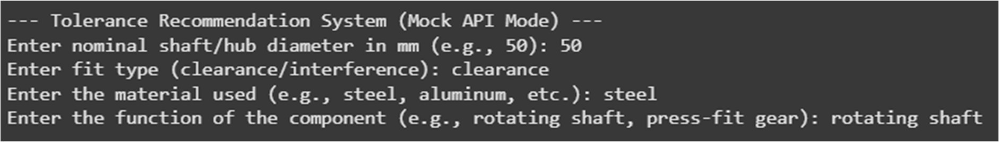 --- Tolerance Recommendation System (Mock API Mode) ---
Enter nominal shaft/hub diameter in mm (e.g., 50): 50
Enter fit type (clearance/interference): clearance
Enter the material used (e.g., steel, aluminum, etc.): steel
Enter the function of the component (e.g., rotating shaft, press-fit gear): rotating shaft